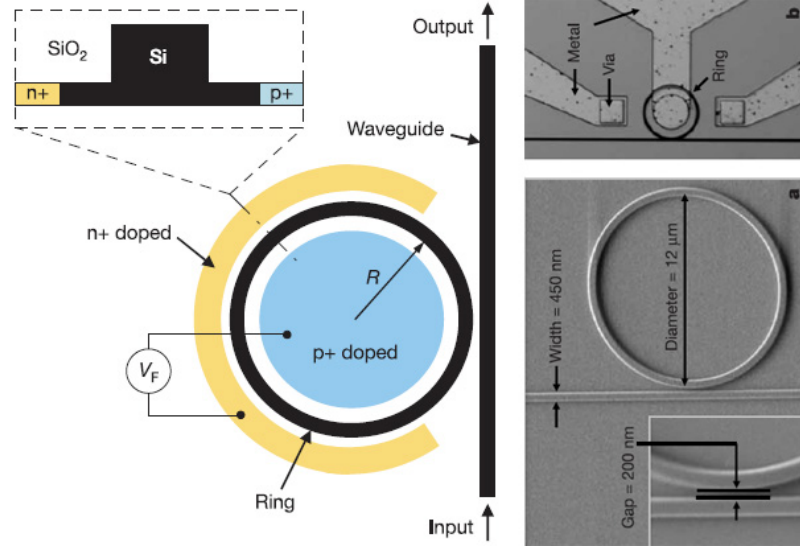 SiO₂
Si
n+
p+
Output
Waveguide
n+ doped
R
p+ doped
V_F
Ring
Input
b
Metal
Via
Ring
a
Width = 450 nm
Diameter = 12 μm
Gap = 200 nm